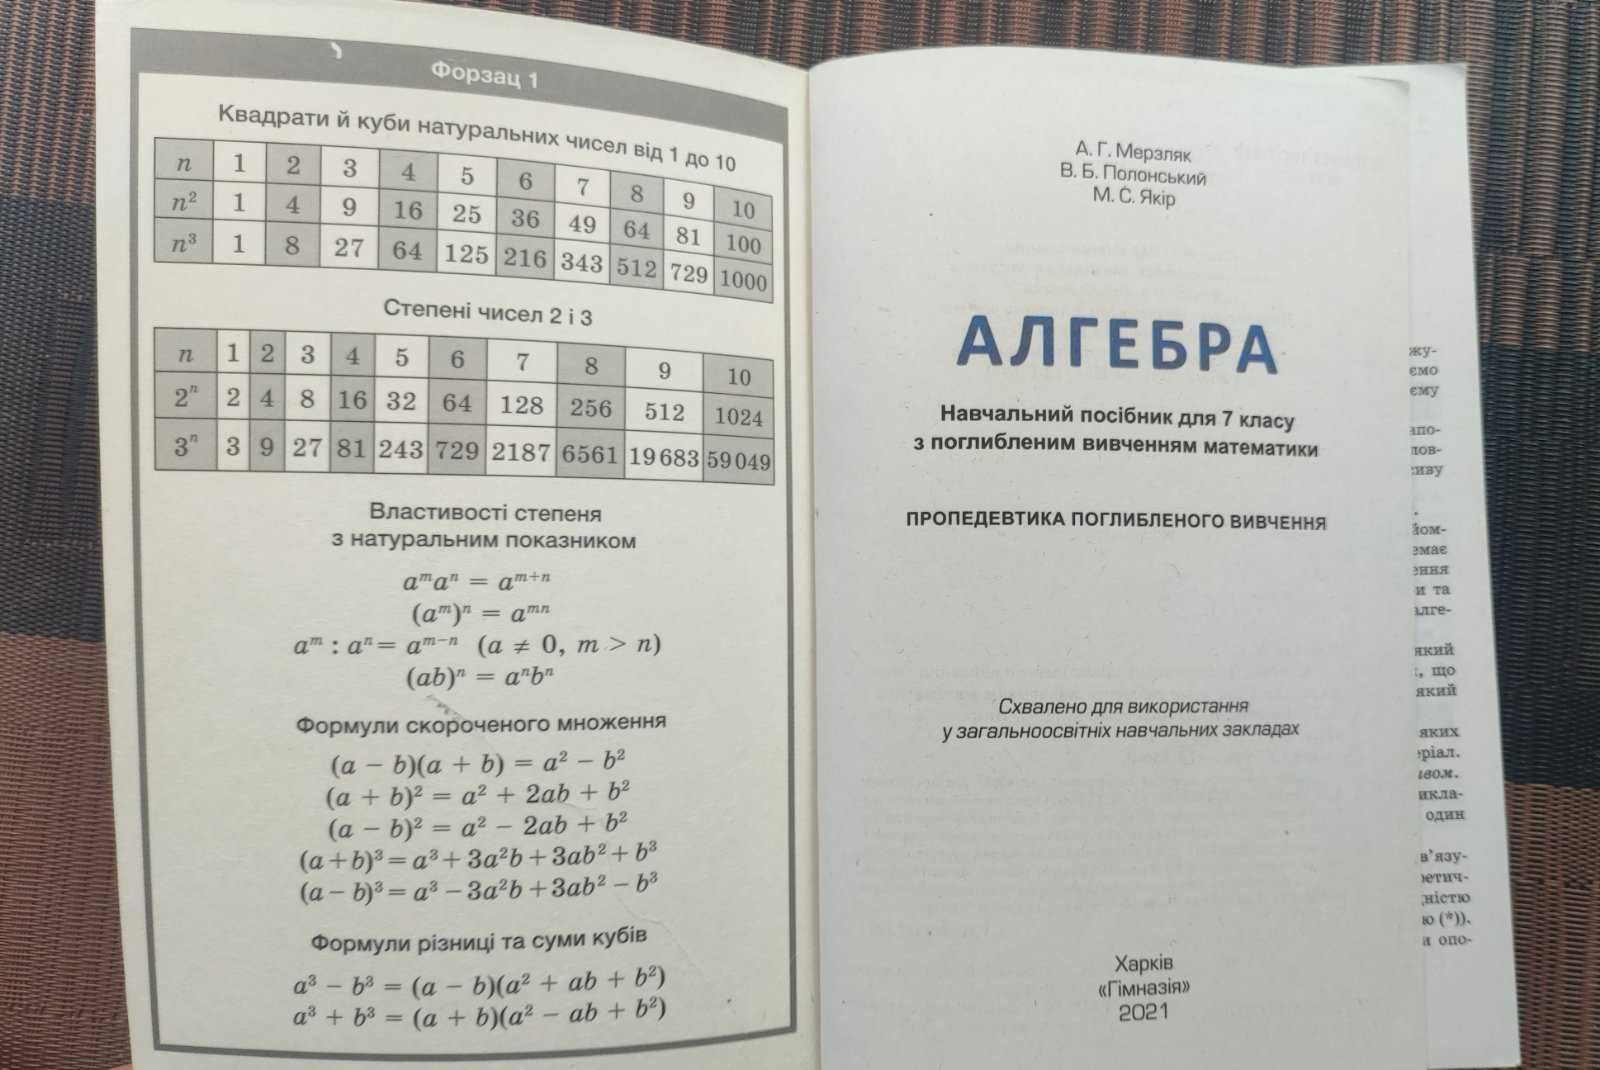 Форзац 1
Квадрати й куби натуральних чисел від 1 до 10
n 1 2 3 4 5 6 7 8 9 10
n² 1 4 9 16 25 36 49 64 81 100
n³ 1 8 27 64 125 216 343 512 729 1000
Степені чисел 2 і 3
n 1 2 3 4 5 6 7 8 9 10
2ⁿ 2 4 8 16 32 64 128 256 512 1024
3ⁿ 3 9 27 81 243 729 2187 6561 19 683 59 049
Властивості степеня
з натуральним показником
aᵐaⁿ = aᵐ⁺ⁿ
(aᵐ)ⁿ = aᵐⁿ
aᵐ : aⁿ = aᵐ⁻ⁿ (a ≠ 0, m > n)
(ab)ⁿ = aⁿbⁿ
Формули скороченого множення
(a − b)(a + b) = a² − b²
(a + b)² = a² + 2ab + b²
(a − b)² = a² − 2ab + b²
(a + b)³ = a³ + 3a²b + 3ab² + b³
(a − b)³ = a³ − 3a²b + 3ab² − b³
Формули різниці та суми кубів
a³ − b³ = (a − b)(a² + ab + b²)
a³ + b³ = (a + b)(a² − ab + b²)
А. Г. Мерзляк
В. Б. Полонський
М. С. Якір
АЛГЕБРА
Навчальний посібник для 7 класу
з поглибленим вивченням математики
ПРОПЕДЕВТИКА ПОГЛИБЛЕНОГО ВИВЧЕННЯ
Схвалено для використання
у загальноосвітніх навчальних закладах
Харків
«Гімназія»
2021